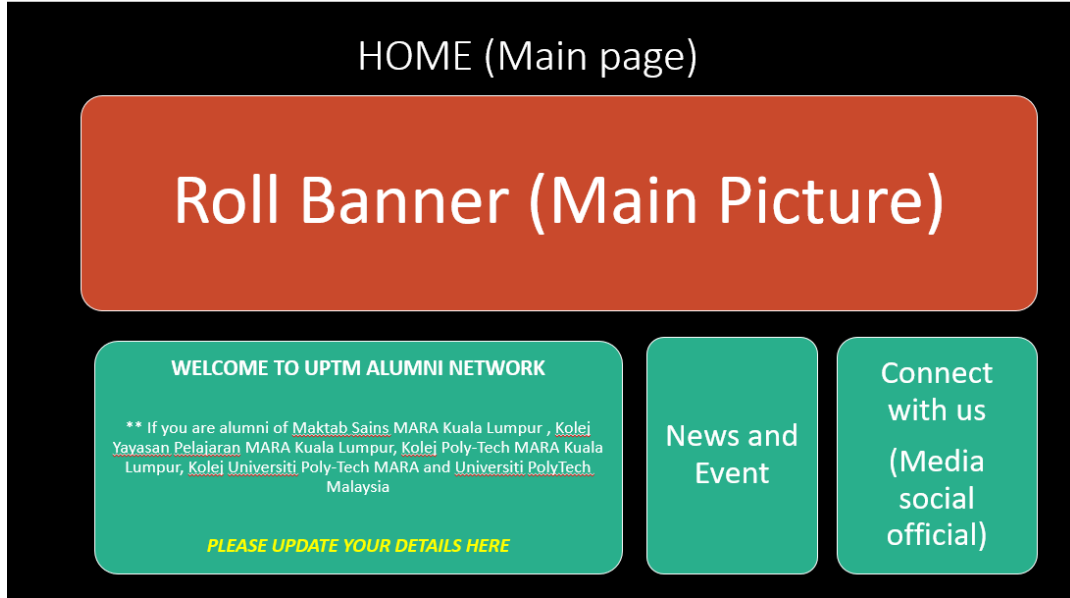 HOME (Main page)
Roll Banner (Main Picture)
WELCOME TO UPTM ALUMNI NETWORK
** If you are alumni of Maktab Sains MARA Kuala Lumpur , Kolej
Yayasan Pelajaran MARA Kuala Lumpur, Kolej Poly-Tech MARA Kuala
Lumpur, Kolej Universiti Poly-Tech MARA and Universiti PolyTech
Malaysia
PLEASE UPDATE YOUR DETAILS HERE
News and
Event
Connect
with us
(Media
social
official)